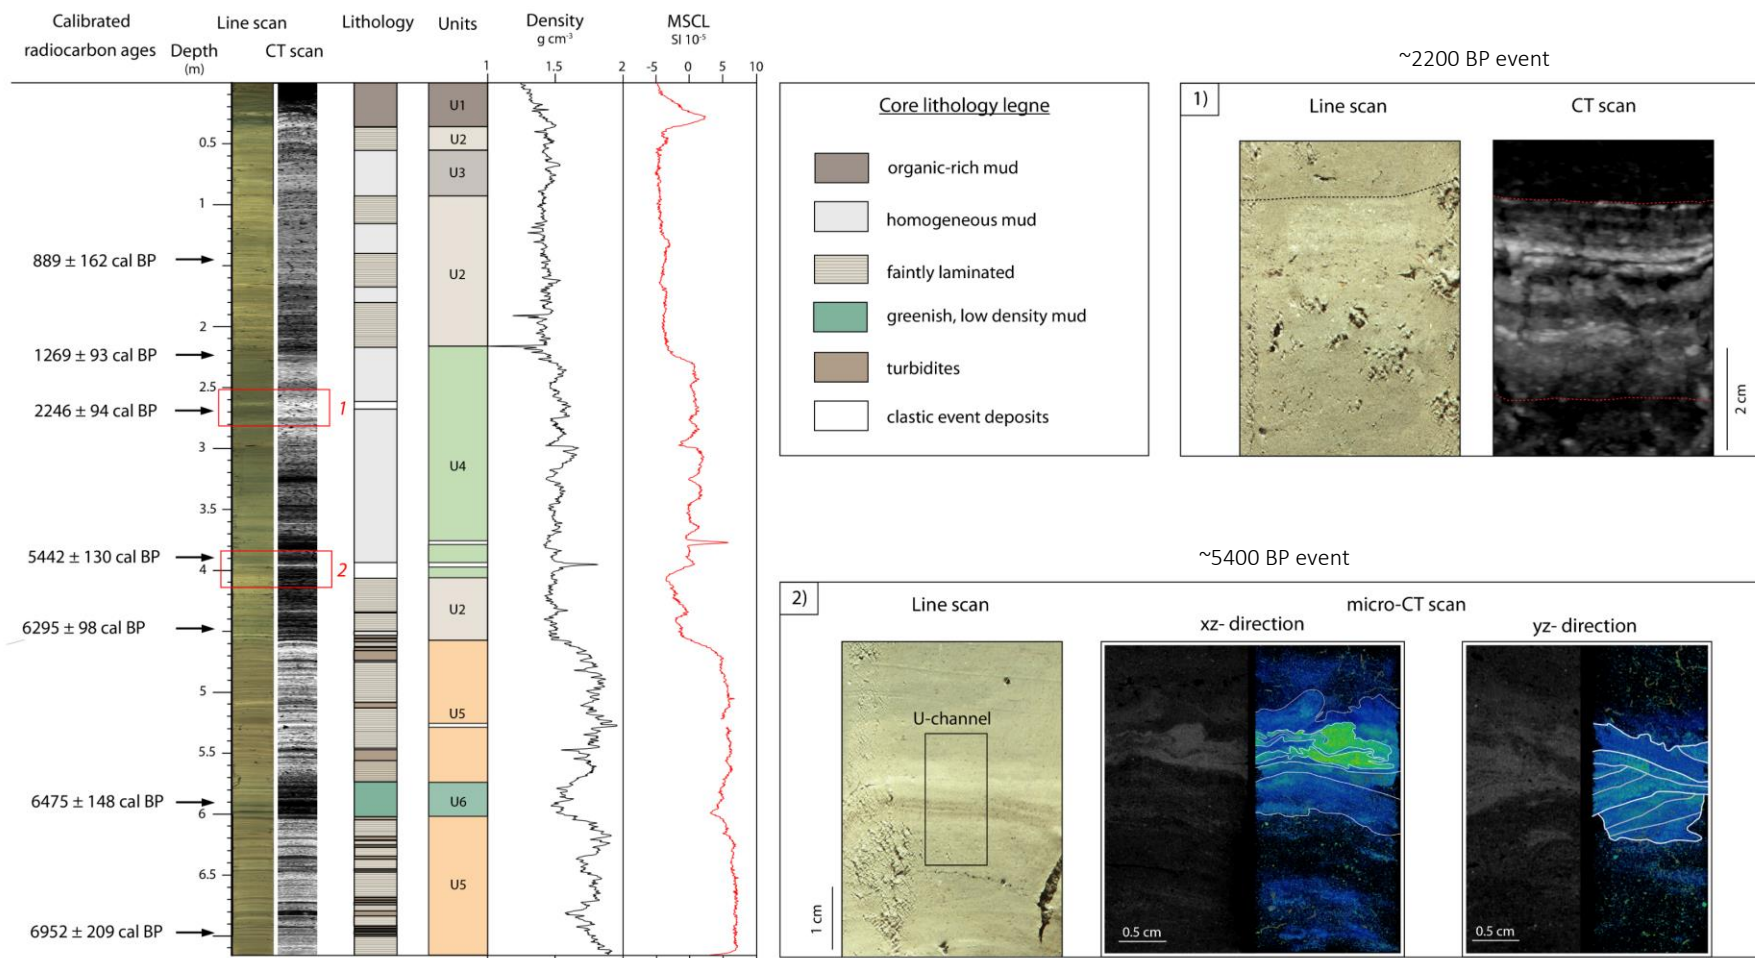 Calibrated
radiocarbon ages
Depth
(m)
Line scan
CT scan
Lithology
Units
Density
g cm-3
MSCL
SI 10-5
1
1.5
2
-5
0
5
10
0.5
1
2
2.5
3
3.5
4
5
5.5
6
6.5
889 ± 162 cal BP
1269 ± 93 cal BP
2246 ± 94 cal BP
5442 ± 130 cal BP
6295 ± 98 cal BP
6475 ± 148 cal BP
6952 ± 209 cal BP
1
2
U1
U2
U3
U2
U4
U2
U5
U6
U5
Core lithology legne
organic-rich mud
homogeneous mud
faintly laminated
greenish, low density mud
turbidites
clastic event deposits
~2200 BP event
1)
Line scan
CT scan
2 cm
~5400 BP event
2)
Line scan
micro-CT scan
xz- direction
yz- direction
U-channel
1 cm
0.5 cm
0.5 cm